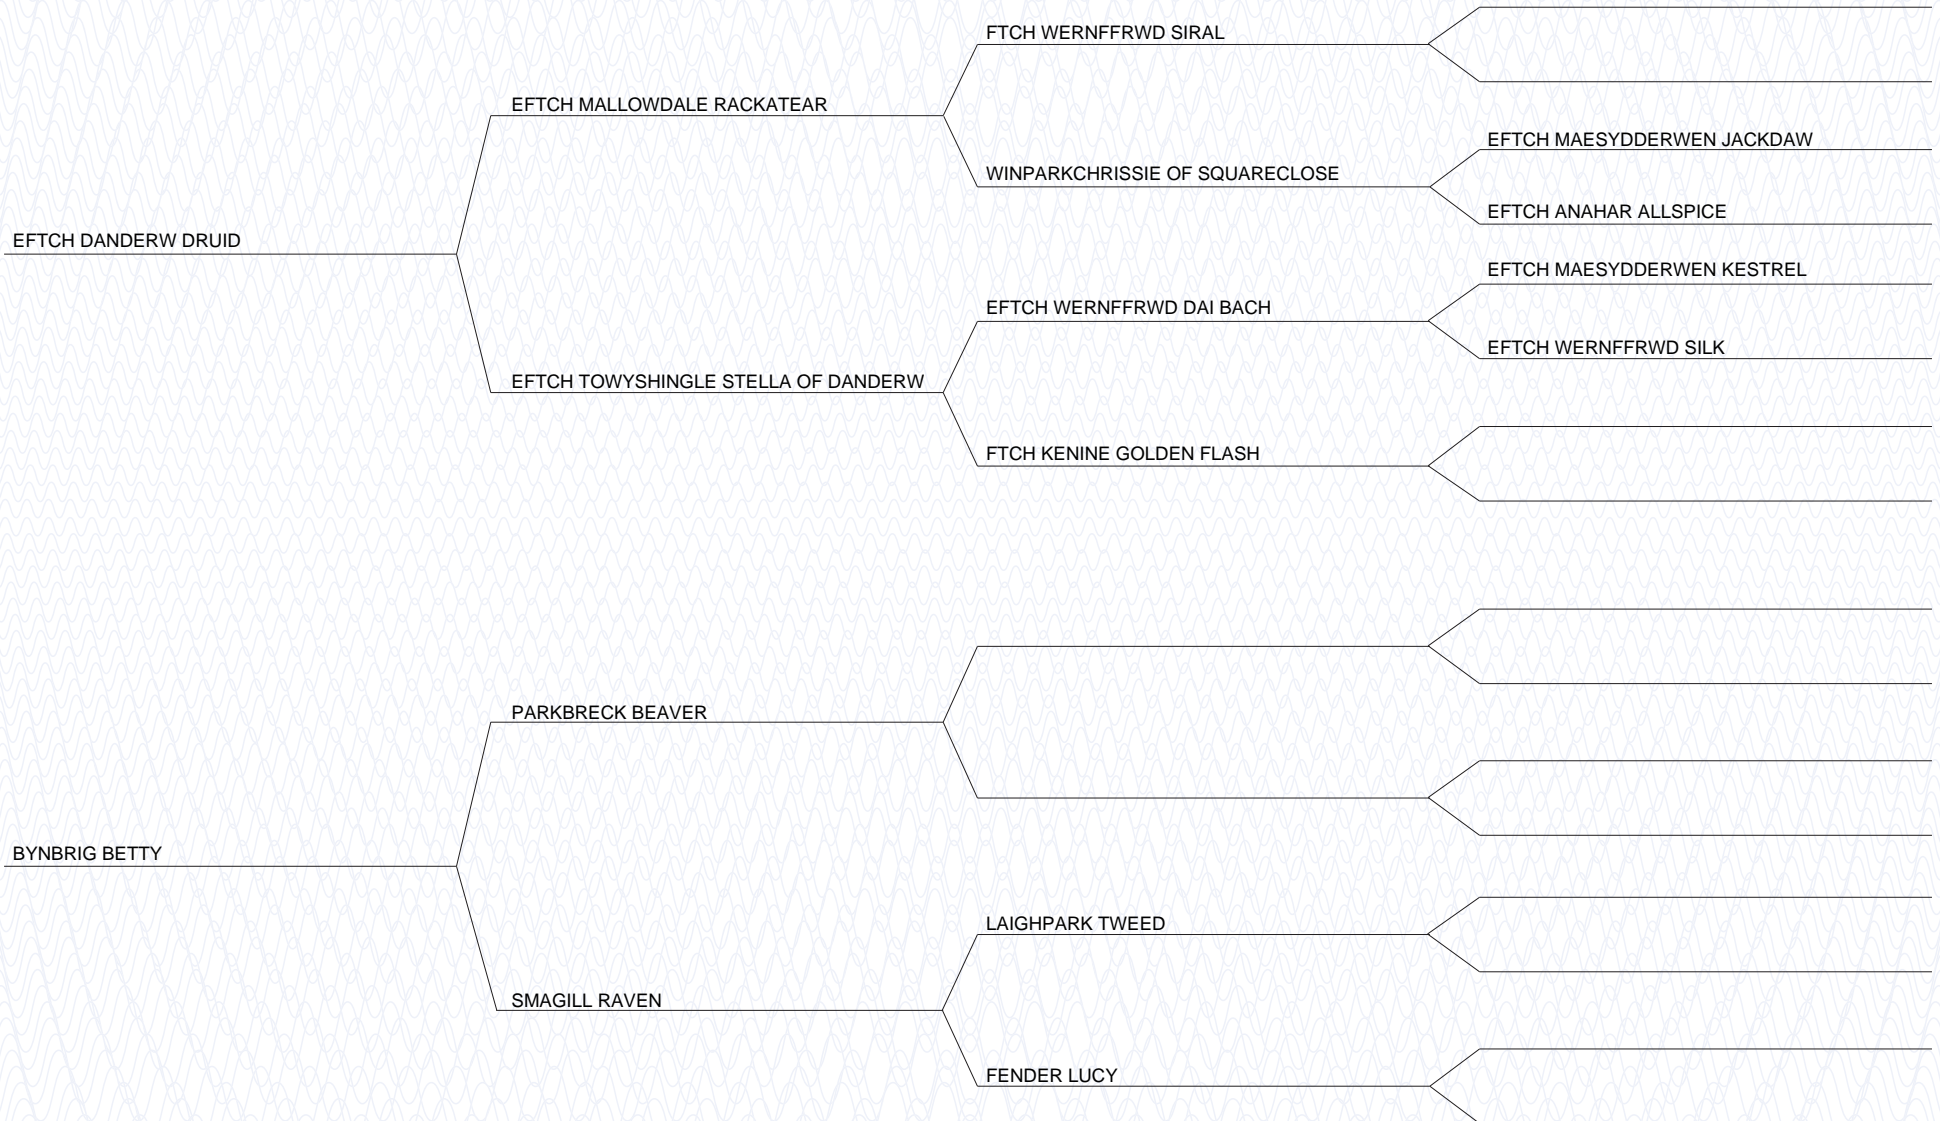 FTCH WERNFFRWD SIRAL
EFTCH MALLOWDALE RACKATEAR
EFTCH MAESYDDERWEN JACKDAW
WINPARKCHRISSIE OF SQUARECLOSE
EFTCH ANAHAR ALLSPICE
EFTCH DANDERW DRUID
EFTCH MAESYDDERWEN KESTREL
EFTCH WERNFFRWD DAI BACH
EFTCH WERNFFRWD SILK
EFTCH TOWYSHINGLE STELLA OF DANDERW
FTCH KENINE GOLDEN FLASH
PARKBRECK BEAVER
BYNBRIG BETTY
LAIGHPARK TWEED
SMAGILL RAVEN
FENDER LUCY